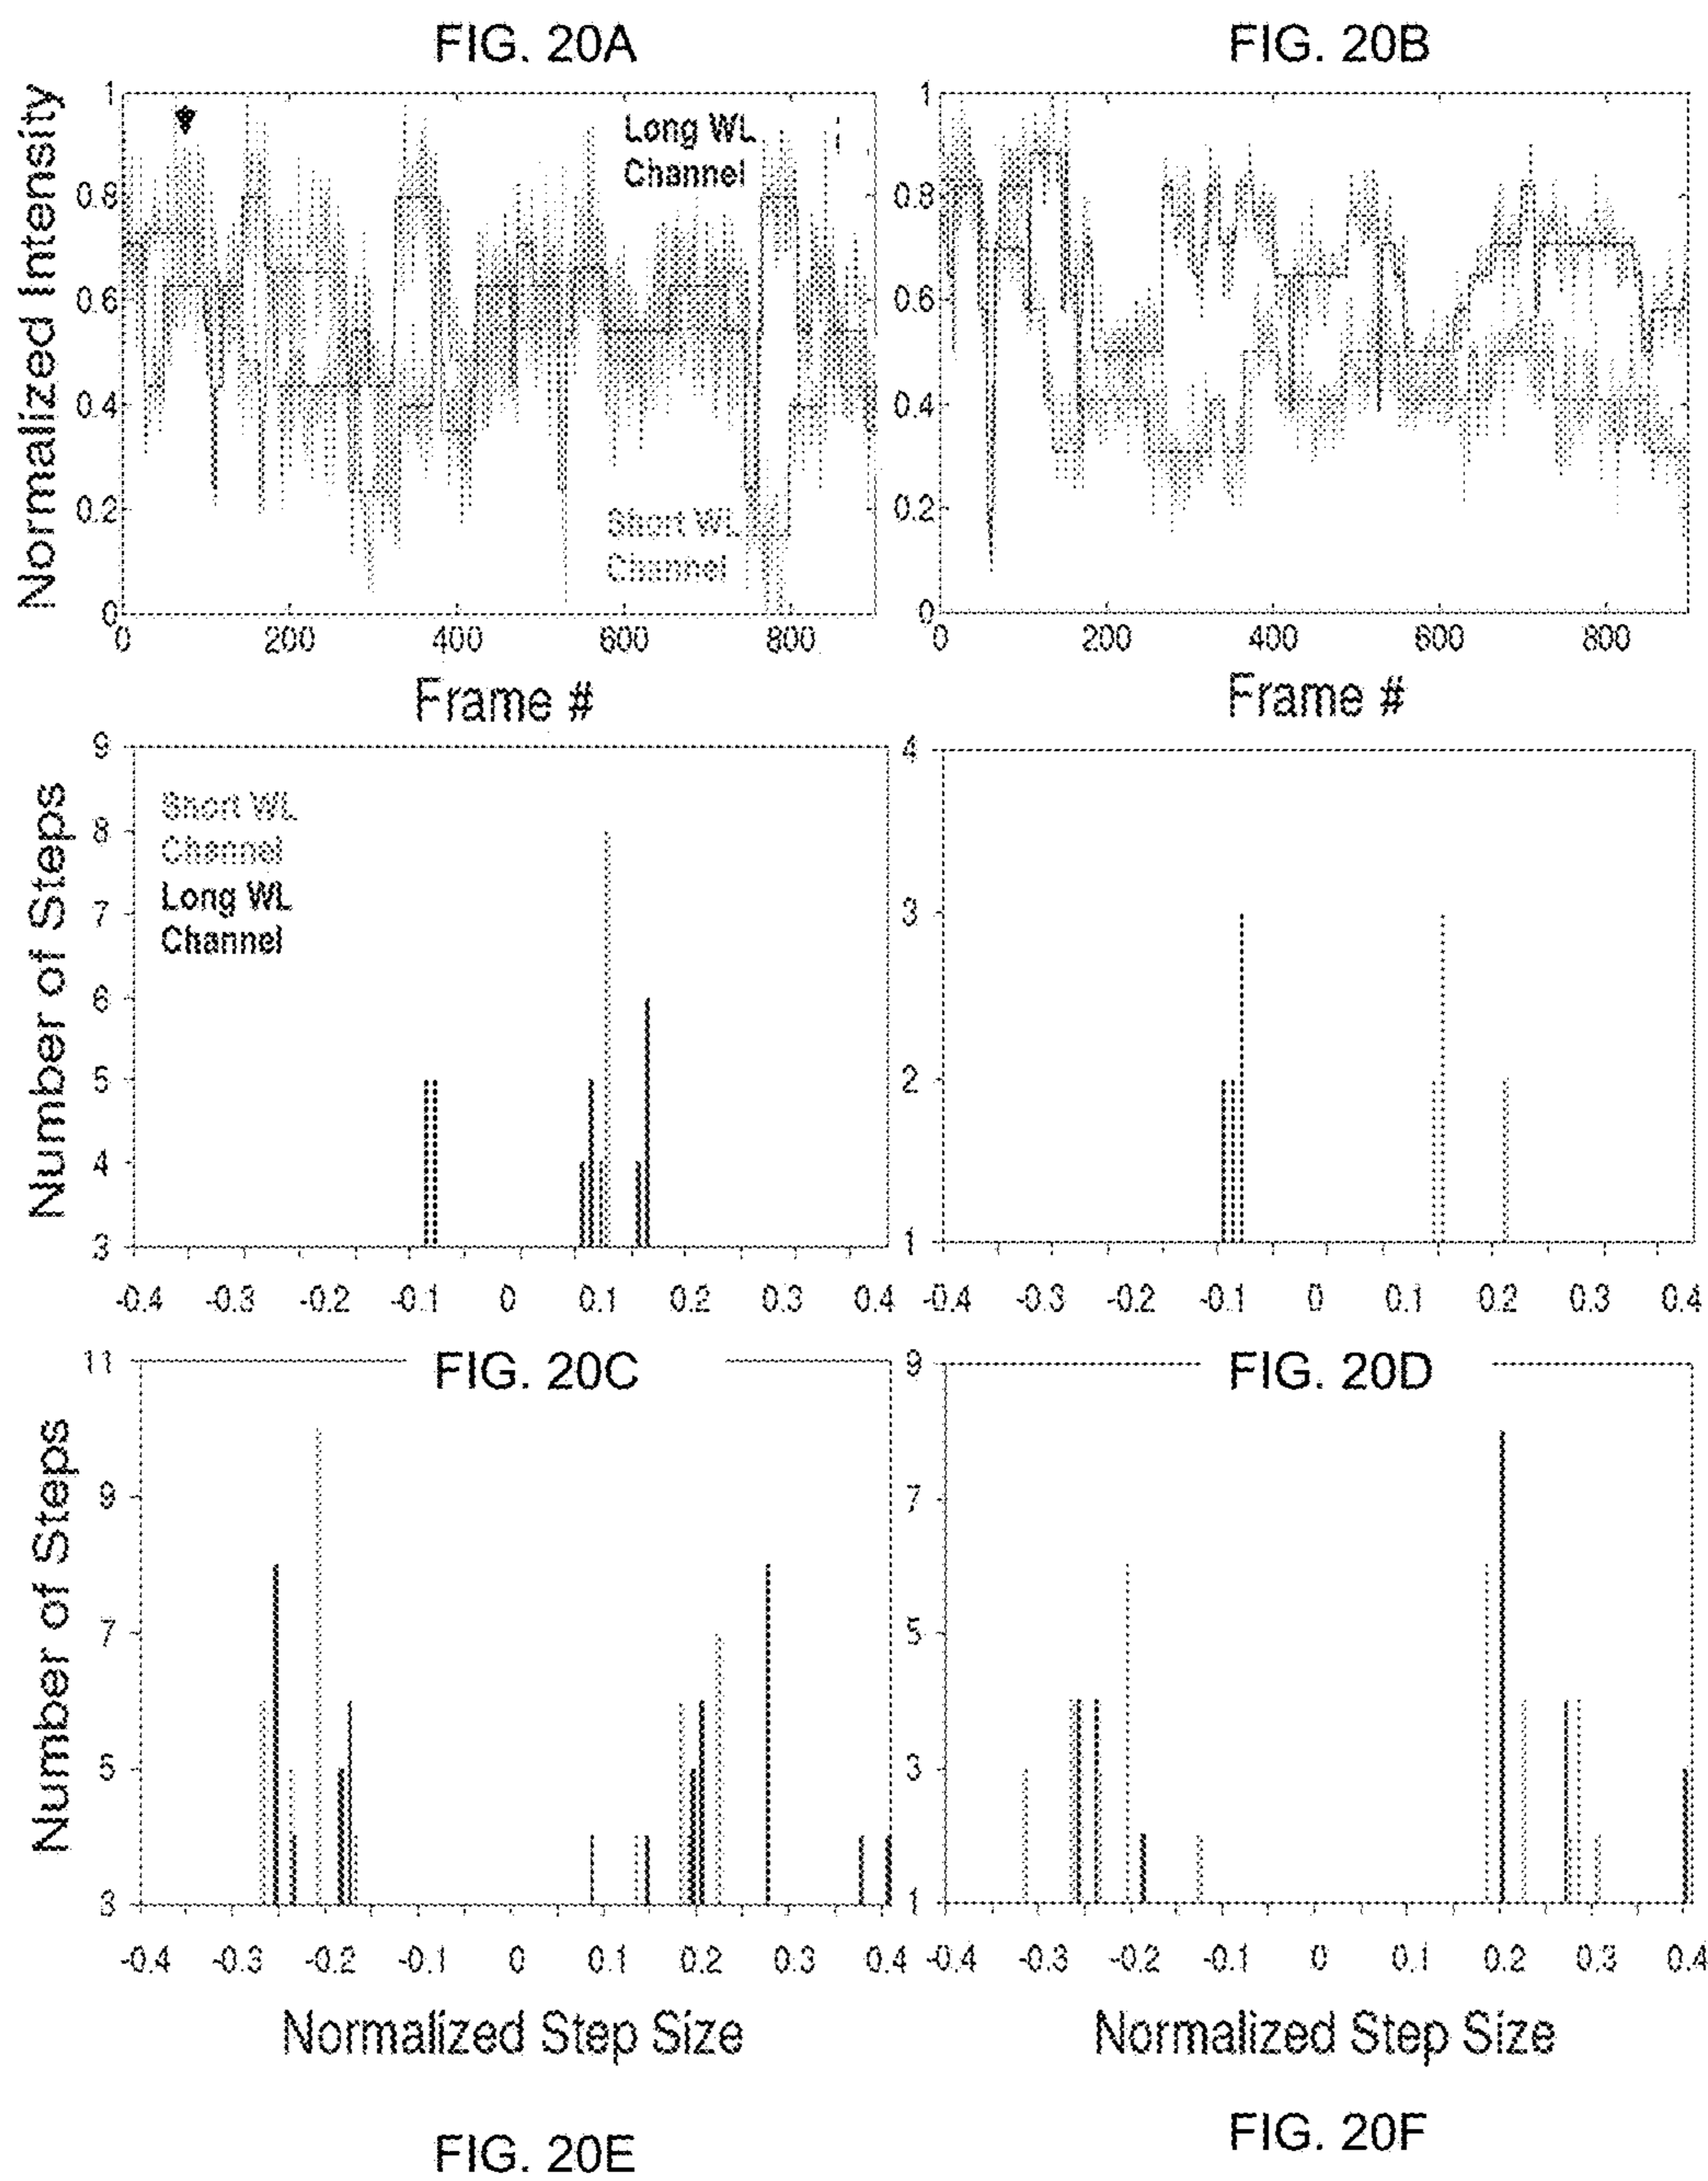 FIG. 20A
FIG. 20B
Normalized Intensity
1
0.8
0.6
0.4
0.2
0
Long WL
Channel
Short WL
Channel
0 200 400 600 800
Frame #
1
0.8
0.6
0.4
0.2
0
0 200 400 600 800
Frame #
Number of Steps
9
8
7
6
5
4
3
Short WL
Channel
Long WL
Channel
-0.4 -0.3 -0.2 -0.1 0 0.1 0.2 0.3 0.4
4
3
2
1
-0.4 -0.3 -0.2 -0.1 0 0.1 0.2 0.3 0.4
FIG. 20C
FIG. 20D
Number of Steps
11
9
7
5
3
-0.4 -0.3 -0.2 -0.1 0 0.1 0.2 0.3 0.4
Normalized Step Size
9
7
5
3
1
-0.4 -0.3 -0.2 -0.1 0 0.1 0.2 0.3 0.4
Normalized Step Size
FIG. 20E
FIG. 20F